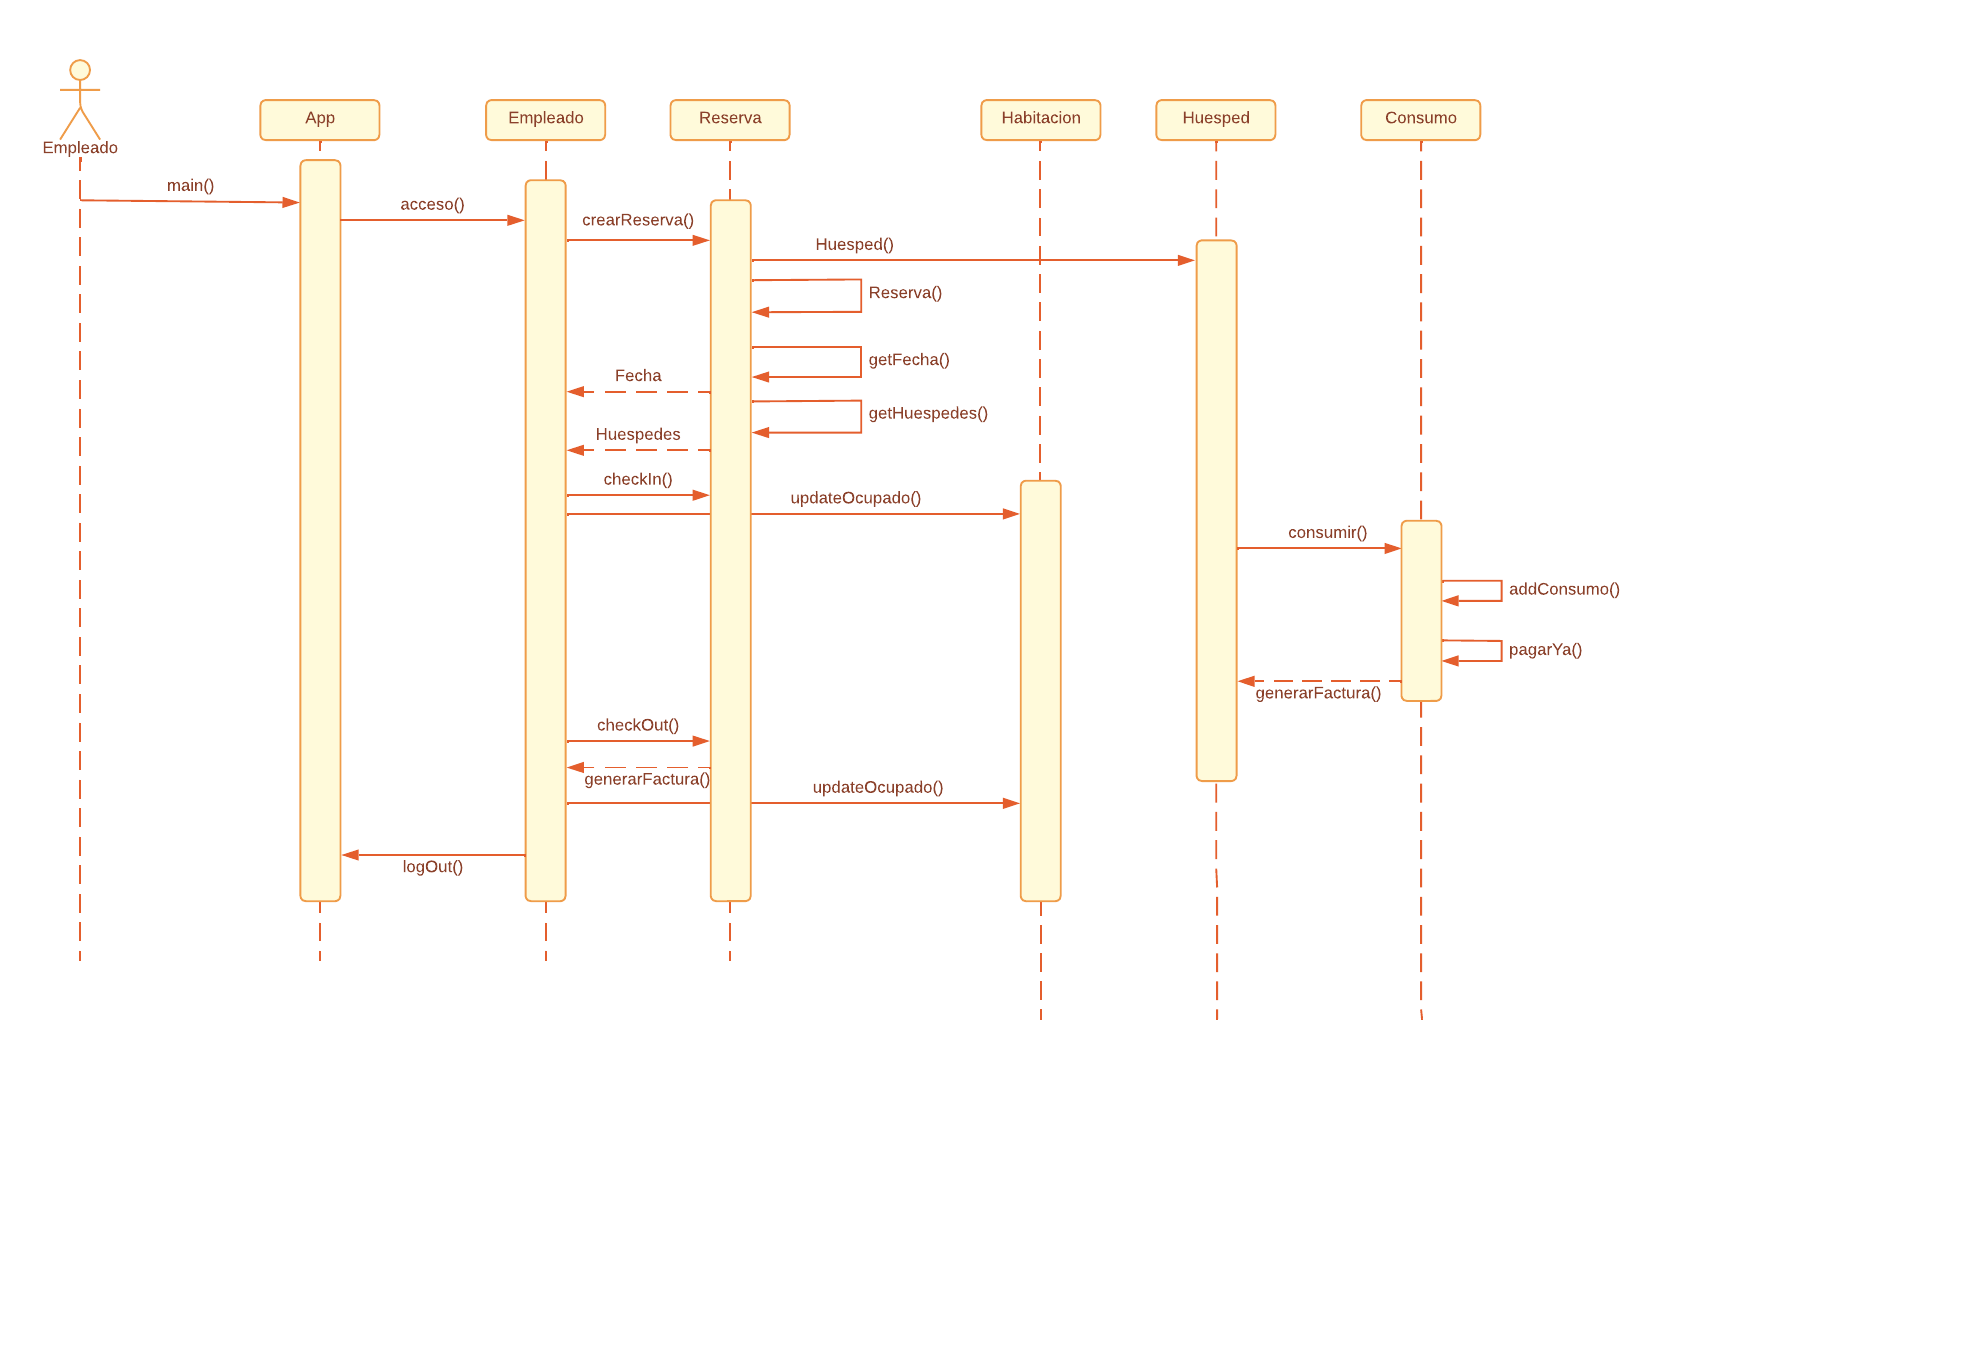 Empleado
App
Empleado
Reserva
Habitacion
Huesped
Consumo
main()
acceso()
crearReserva()
Huesped()
Reserva()
getFecha()
Fecha
getHuespedes()
Huespedes
checkIn()
updateOcupado()
consumir()
addConsumo()
pagarYa()
generarFactura()
checkOut()
generarFactura()
updateOcupado()
logOut()